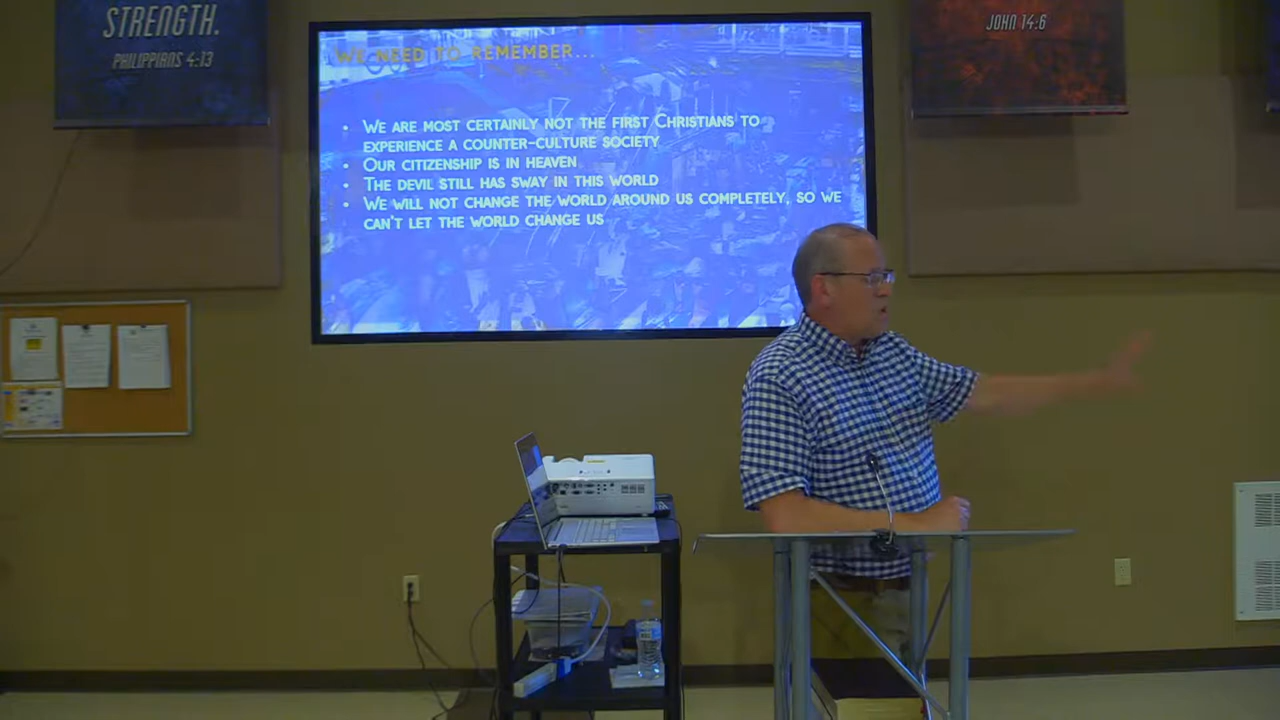 STRENGTH.
PHILIPPIANS 4:13
JOHN 14:6
WE NEED TO REMEMBER...
• WE ARE MOST CERTAINLY NOT THE FIRST CHRISTIANS TO
EXPERIENCE A COUNTER-CULTURE SOCIETY
• OUR CITIZENSHIP IS IN HEAVEN
• THE DEVIL STILL HAS SWAY IN THIS WORLD
• WE WILL NOT CHANGE THE WORLD AROUND US COMPLETELY, SO WE
CAN'T LET THE WORLD CHANGE US